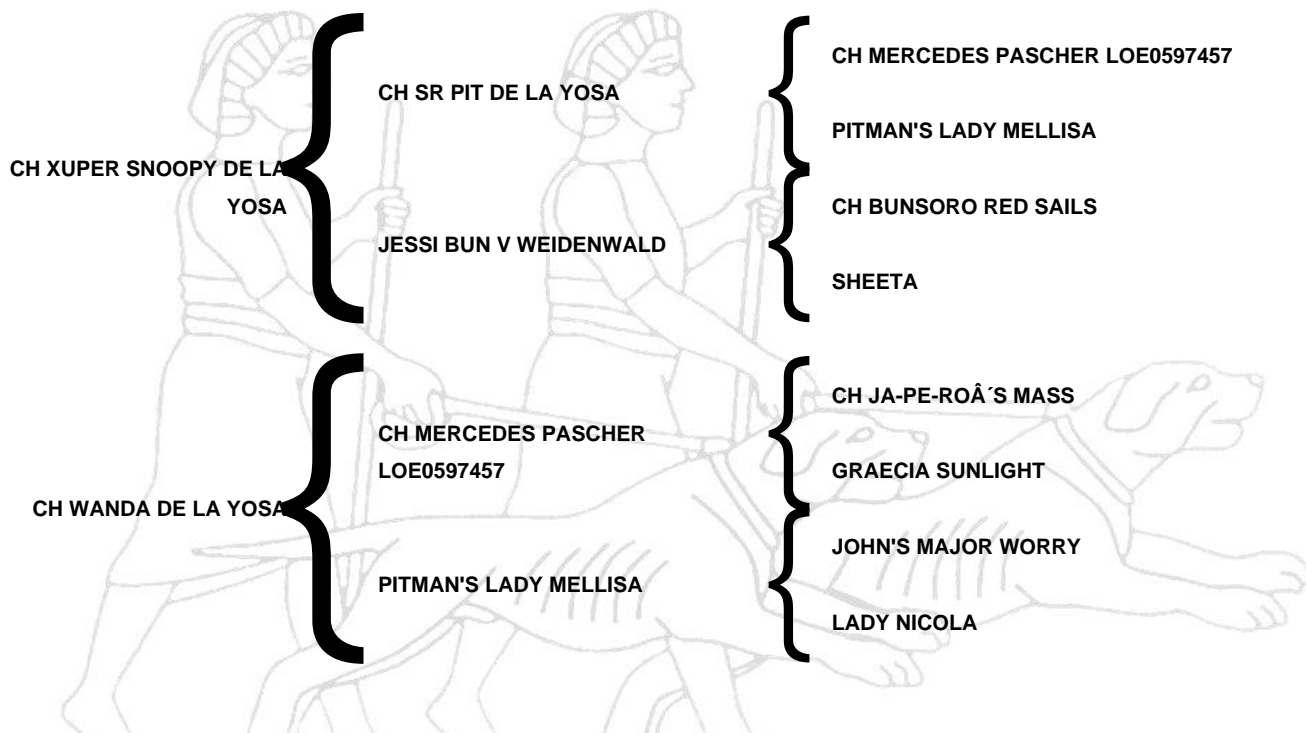 CH XUPER SNOOPY DE LA
YOSA
CH SR PIT DE LA YOSA
CH MERCEDES PASCHER LOE0597457
PITMAN'S LADY MELLISA
JESSI BUN V WEIDENWALD
CH BUNSORO RED SAILS
SHEETA
CH WANDA DE LA YOSA
CH MERCEDES PASCHER
LOE0597457
CH JA-PE-ROÂ´S MASS
GRAECIA SUNLIGHT
PITMAN'S LADY MELLISA
JOHN'S MAJOR WORRY
LADY NICOLA